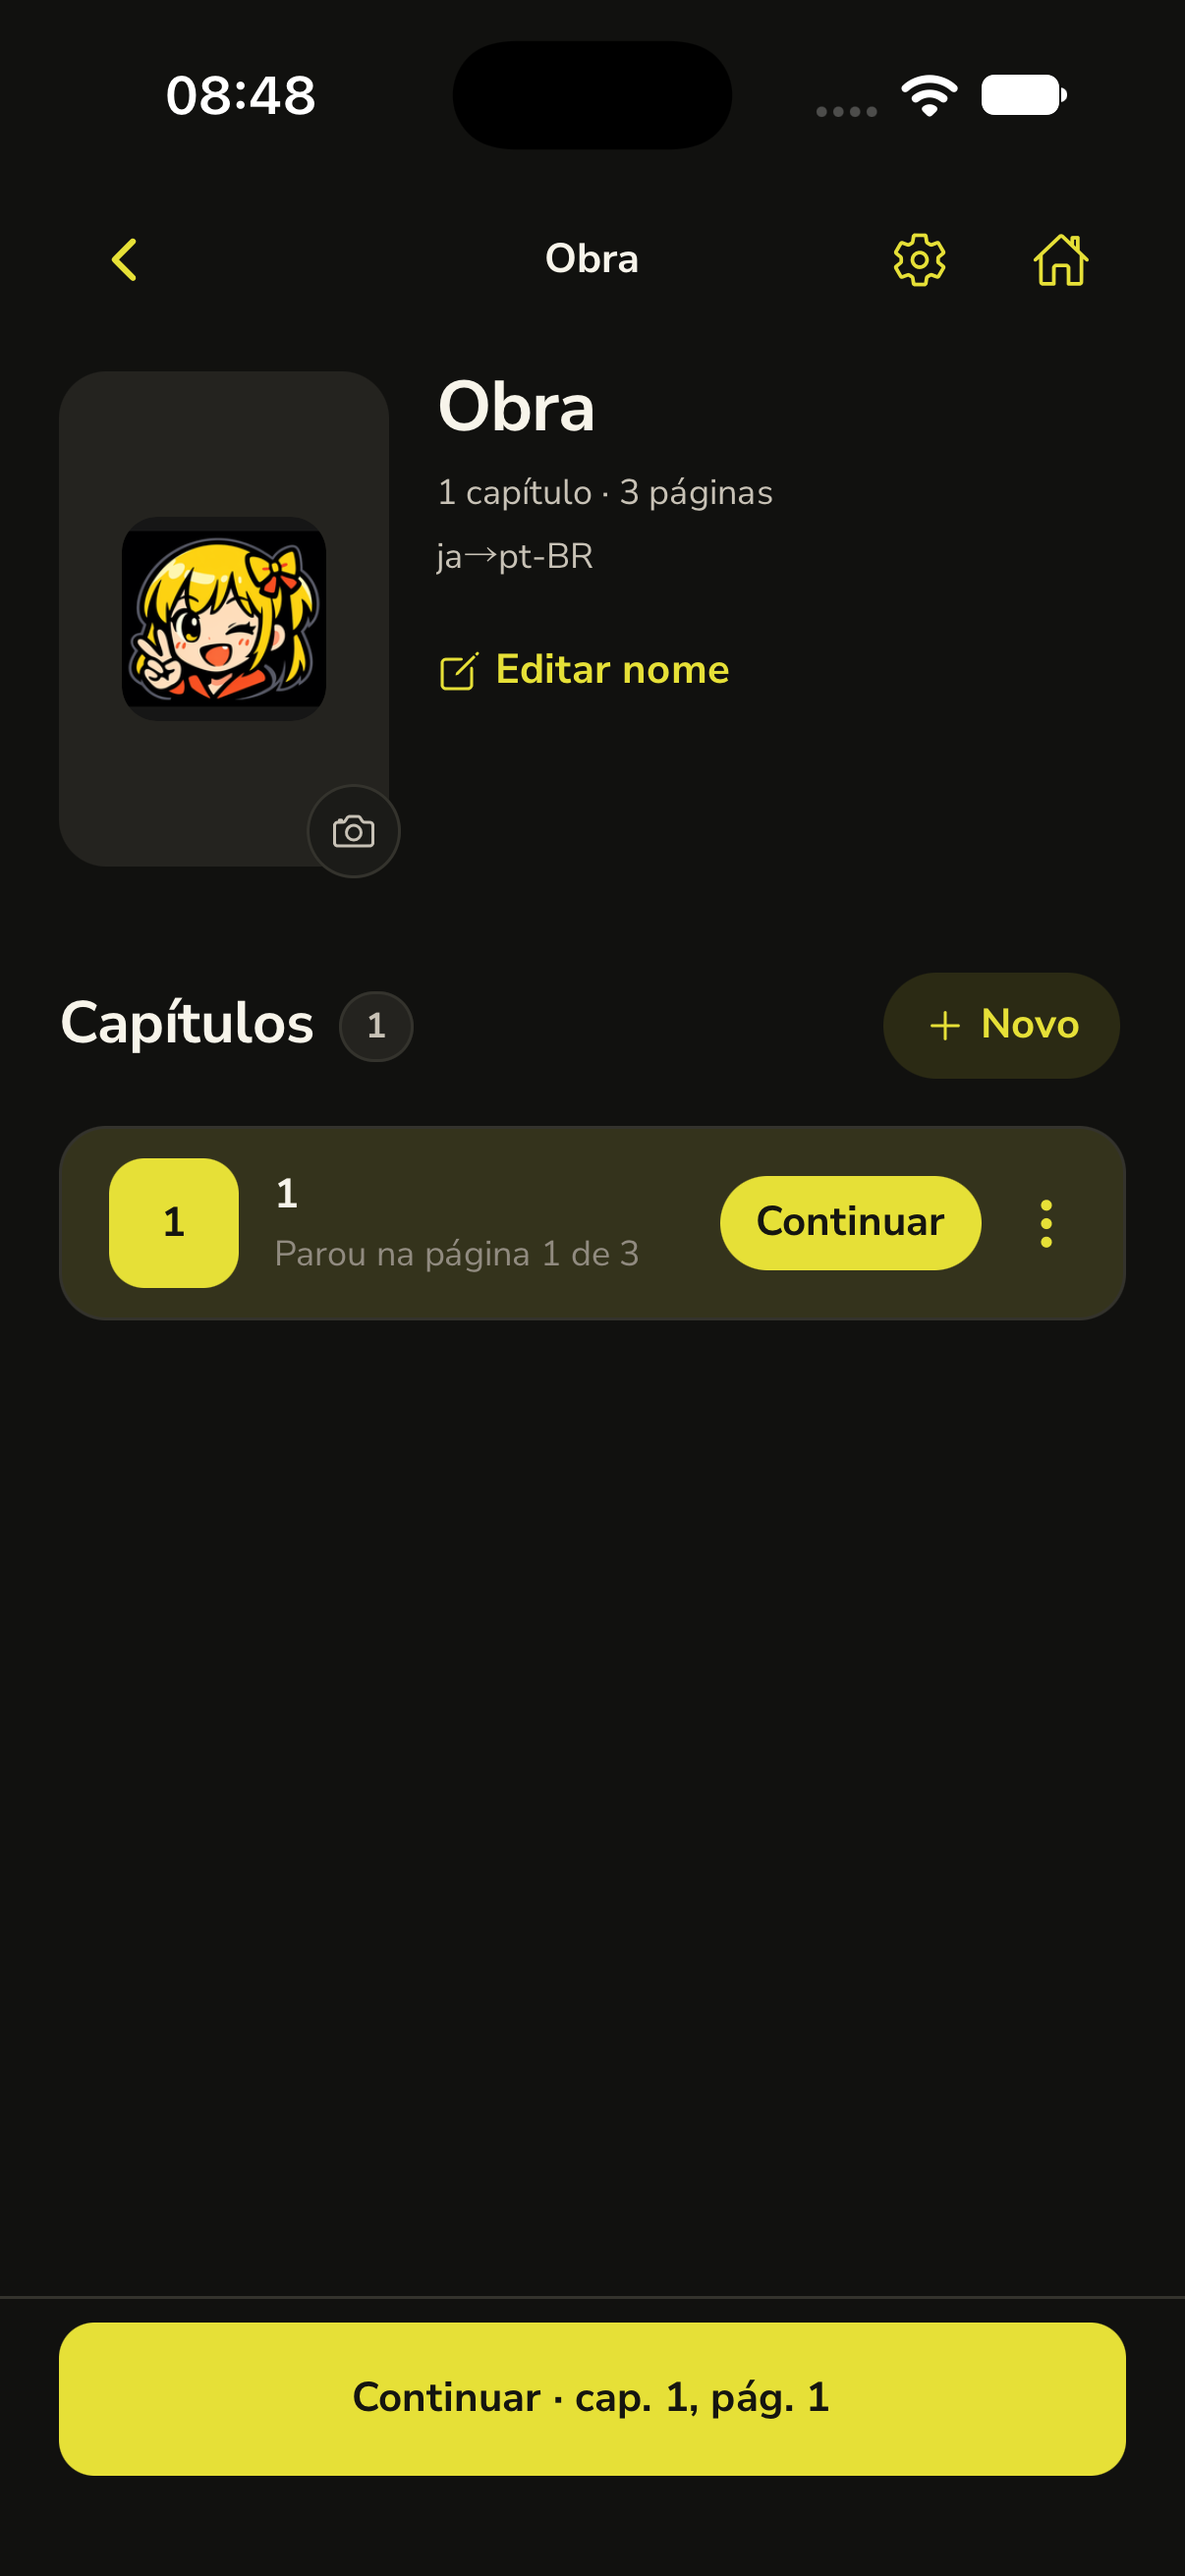 08:48
Obra
Obra
1 capítulo · 3 páginas
ja→pt-BR
Editar nome
Capítulos 1
+ Novo
1
1
Parou na página 1 de 3
Continuar
Continuar · cap. 1, pág. 1